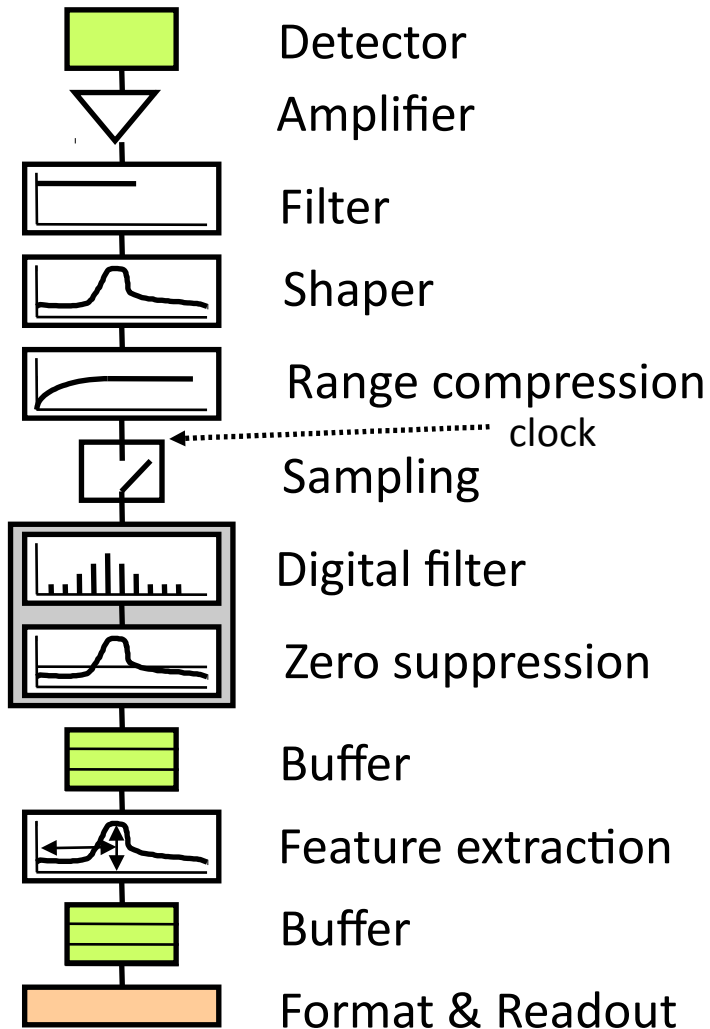 Detector
Amplifier
Filter
Shaper
Range compression
clock
Sampling
Digital filter
Zero suppression
Buffer
Feature extraction
Buffer
Format & Readout